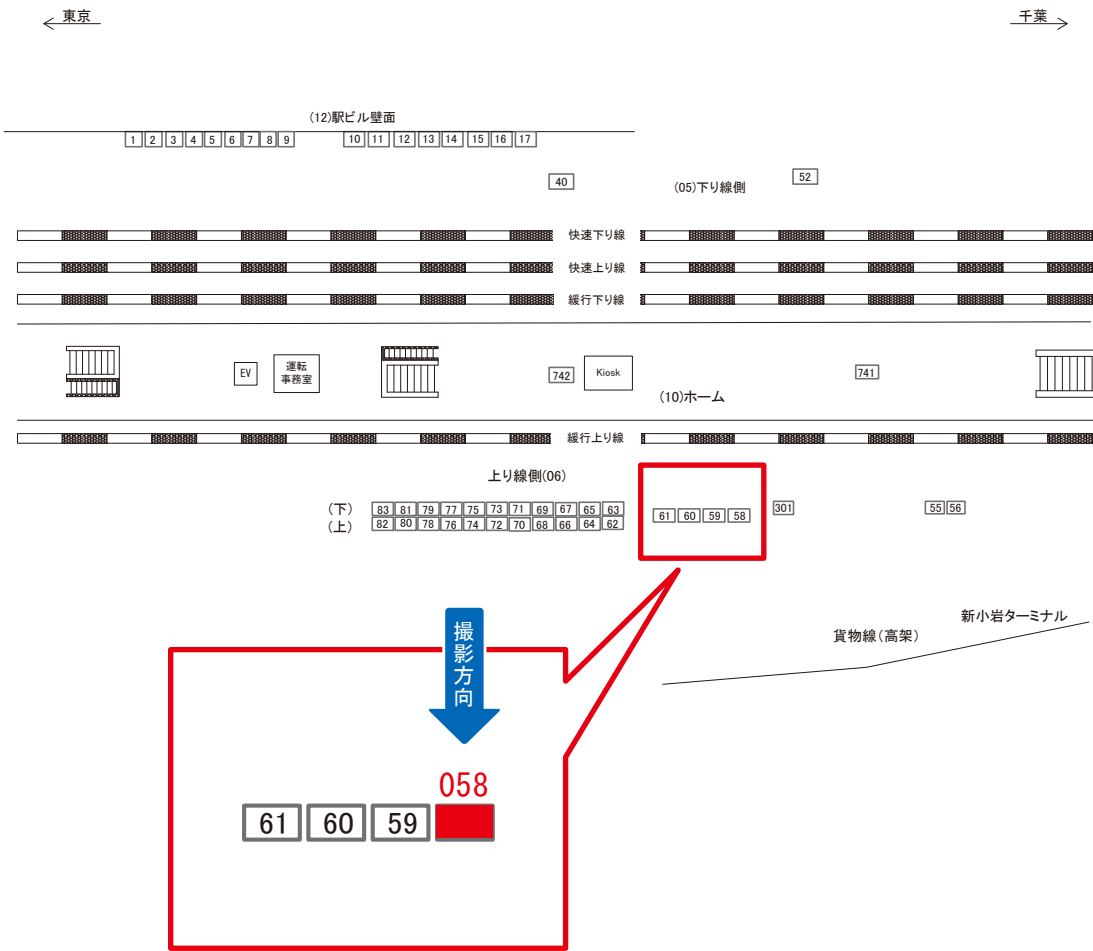 東京
千葉
(12)駅ビル壁面
1 2 3 4 5 6 7 8 9 10 11 12 13 14 15 16 17
40
(05)下り線側
52
快速下り線
快速上り線
緩行下り線
EV
運転
事務室
742
Kiosk
741
(10)ホーム
緩行上り線
上り線側(06)
(下) 83 81 79 77 75 73 71 69 67 65 63
(上) 82 80 78 76 74 72 70 68 66 64 62
61 60 59 58
301
55 56
新小岩ターミナル
貨物線(高架)
撮影方向
058
61 60 59